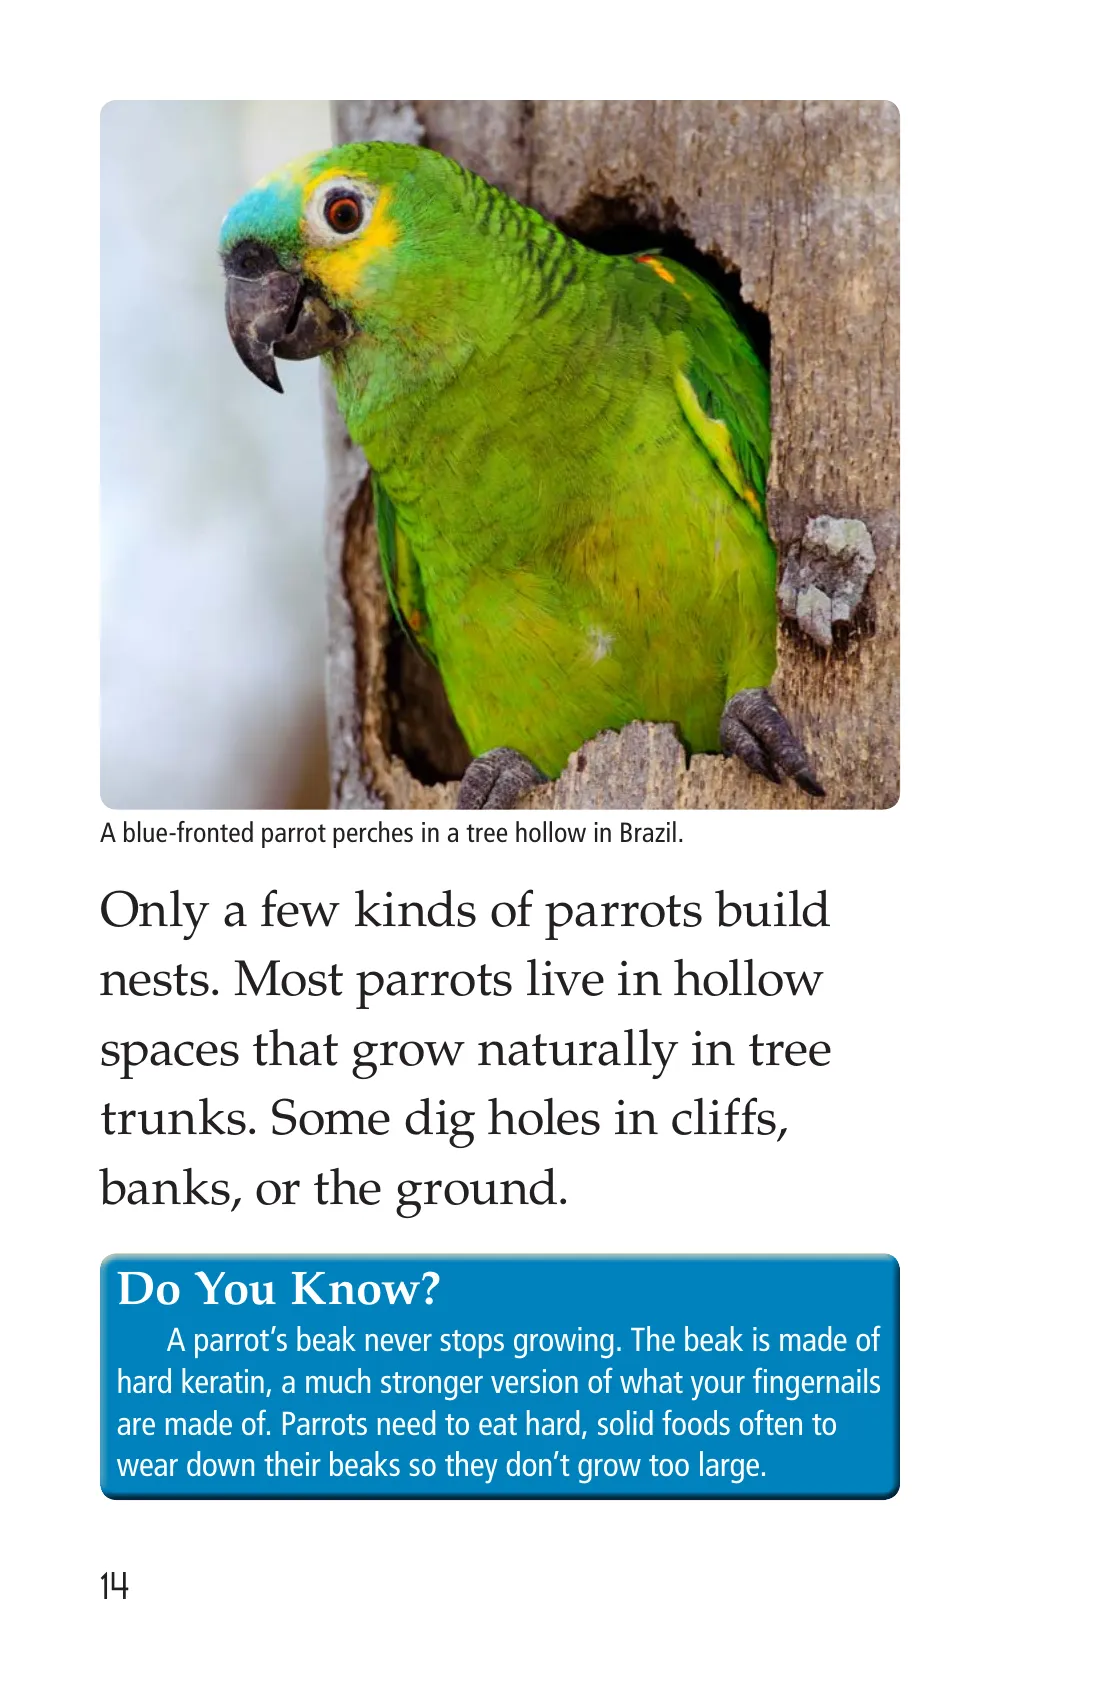 A blue-fronted parrot perches in a tree hollow in Brazil.
Only a few kinds of parrots build
nests. Most parrots live in hollow
spaces that grow naturally in tree
trunks. Some dig holes in cliffs,
banks, or the ground.
Do You Know?
A parrot’s beak never stops growing. The beak is made of
hard keratin, a much stronger version of what your fingernails
are made of. Parrots need to eat hard, solid foods often to
wear down their beaks so they don’t grow too large.
14